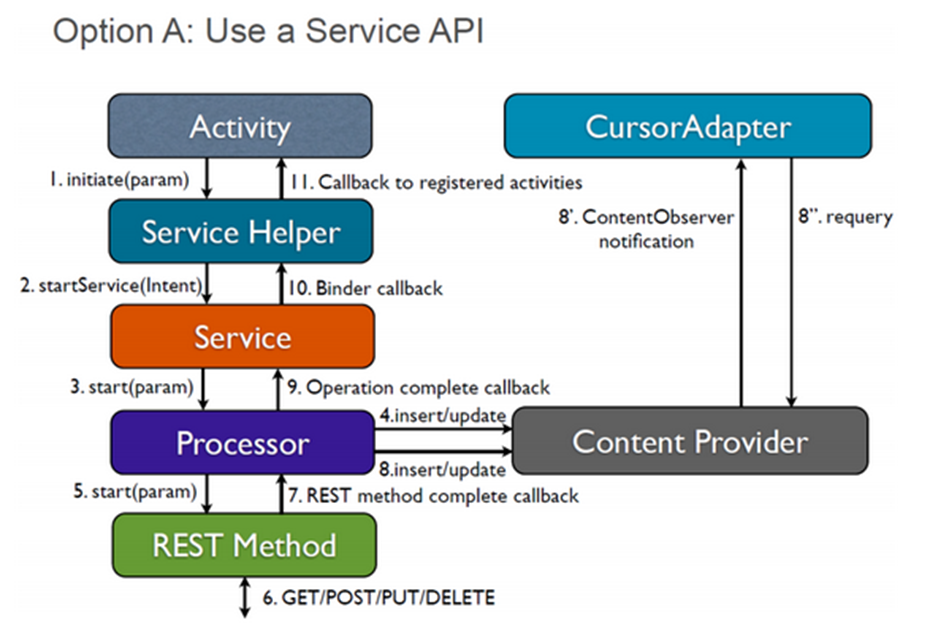 Option A: Use a Service API
Activity
CursorAdapter
1. initiate(param)
11. Callback to registered activities
8'. ContentObserver
notification
8". requery
Service Helper
2. startService(Intent)
10. Binder callback
Service
3. start(param)
9. Operation complete callback
4.insert/update
Processor
Content Provider
8.insert/update
5. start(param)
7. REST method complete callback
REST Method
6. GET/POST/PUT/DELETE